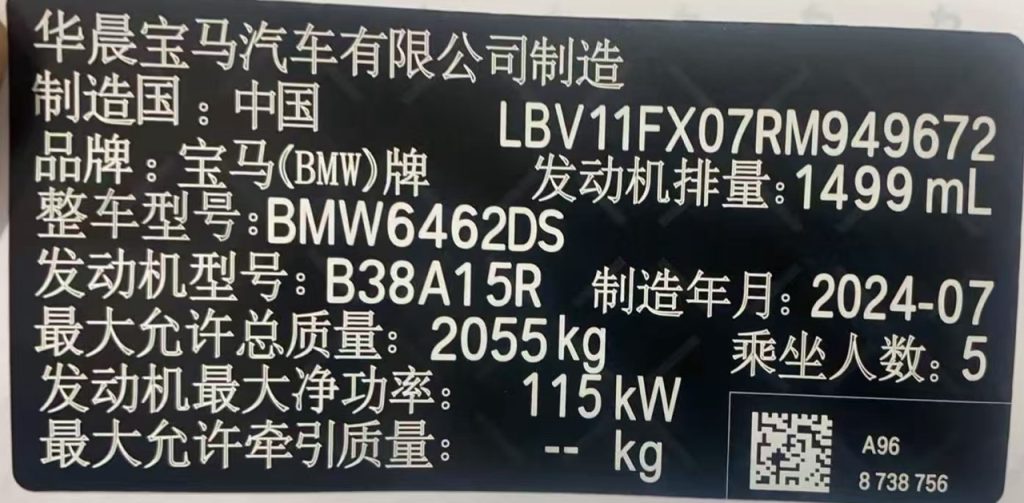 华晨宝马汽车有限公司制造
制造国：中国
LBV11FX07RM949672
品牌：宝马(BMW)牌
发动机排量:1499 mL
整车型号:BMW6462DS
发动机型号:B38A15R
制造年月:2024-07
最大允许总质量: 2055 kg
乘坐人数:5
发动机最大净功率: 115 kW
最大允许牵引质量: -- kg
A96
8 738 756